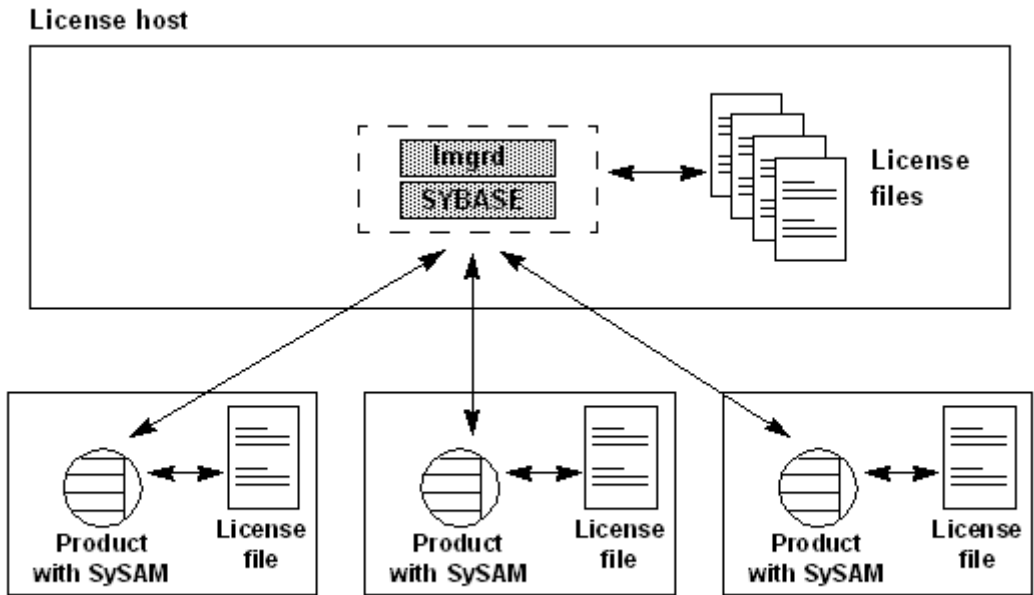 License host
lmgrd
SYBASE
License
files
Product
with SySAM
License
file
Product
with SySAM
License
file
Product
with SySAM
License
file